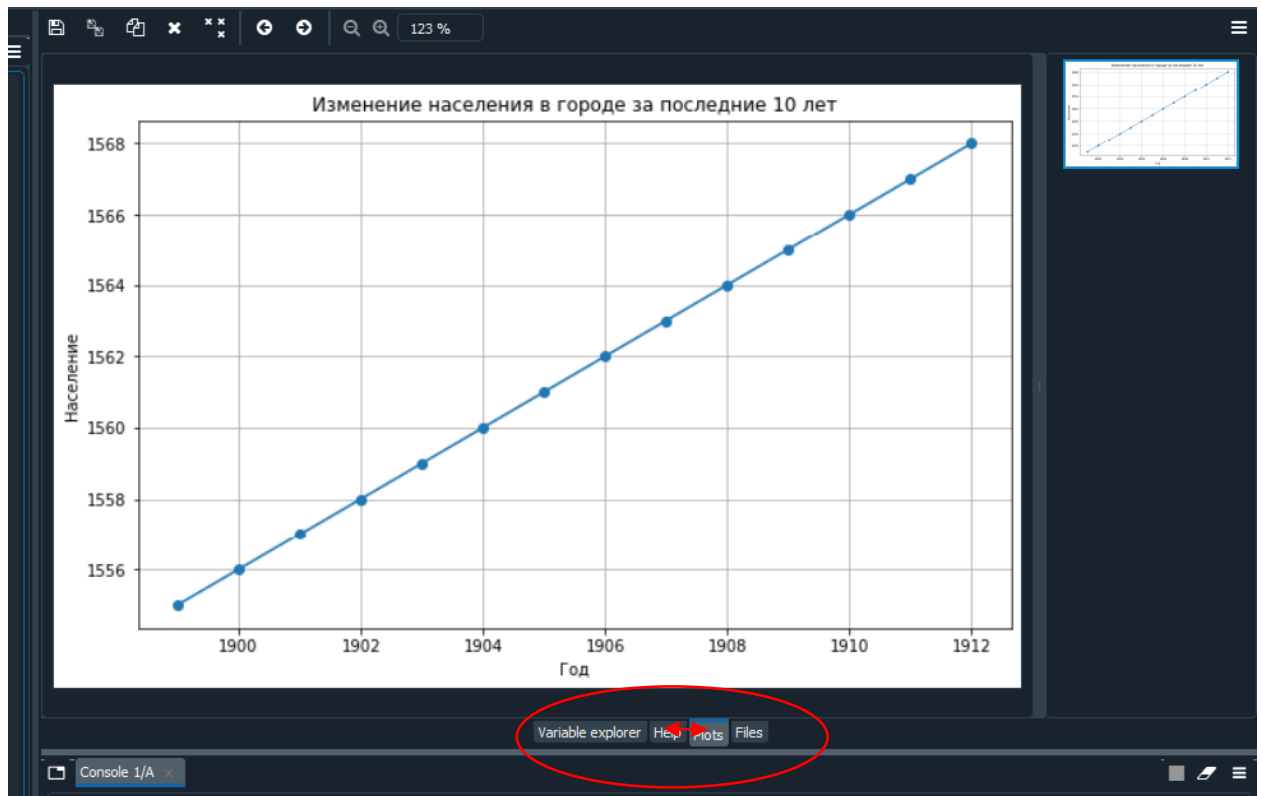 123 %
Изменение населения в городе за последние 10 лет
1568
1566
1564
1562
1560
1558
1556
Население
1900 1902 1904 1906 1908 1910 1912
Год
Variable explorer Help Plots Files
Console 1/A